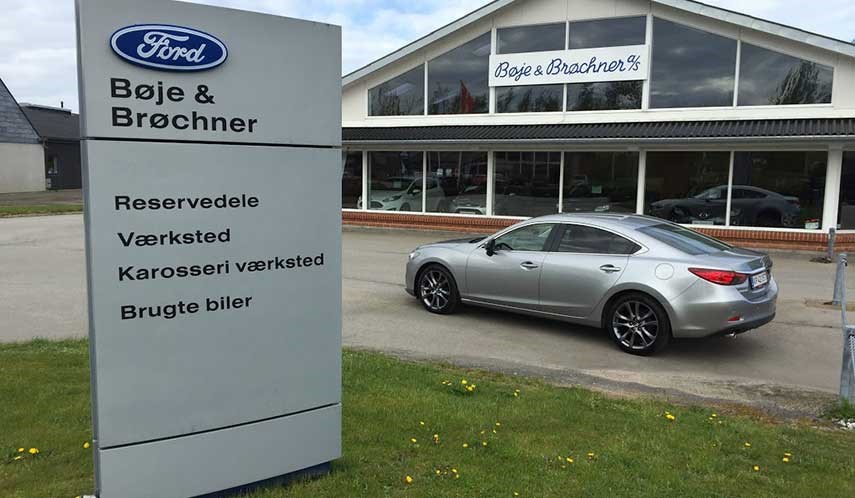 Ford
Bøje &
Brøchner
Reservedele
Værksted
Karosseri værksted
Brugte biler
Bøje & Brøchner A/S